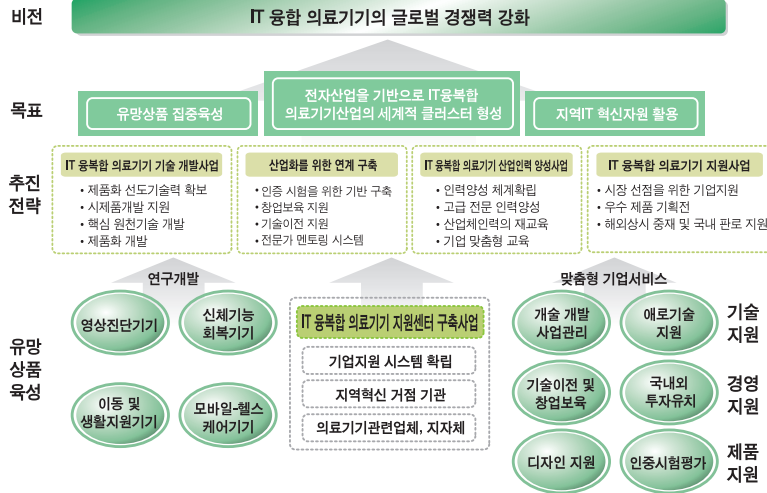 비전
IT 융합 의료기기의 글로벌 경쟁력 강화
목표
유망상품 집중육성
전자산업을 기반으로 IT융복합
의료기기산업의 세계적 클러스터 형성
지역IT 혁신자원 활용
추진
전략
IT 융복합 의료기기 기술 개발사업
• 제품화 선도기술력 확보
• 시제품개발 지원
• 핵심 원천기술 개발
• 제품화 개발
산업화를 위한 연계 구축
• 인증 시험을 위한 기반 구축
• 창업보육 지원
• 기술이전 지원
• 전문가 멘토링 시스템
IT 융복합 의료기기 산업인력 양성사업
• 인력양성 체계확립
• 고급 전문 인력양성
• 산업체인력의 재교육
• 기업 맞춤형 교육
IT 융복합 의료기기 지원사업
• 시장 선점을 위한 기업지원
• 우수 제품 기획전
• 해외상시 중재 및 국내 판로 지원
유망
상품
육성
연구개발
영상진단기기
신체기능
회복기기
이동 및
생활지원기기
모바일-헬스
케어기기
IT 융복합 의료기기 지원센터 구축사업
기업지원 시스템 확립
지역혁신 거점 기관
의료기기관련업체, 지자체
맞춤형 기업서비스
개술 개발
사업관리
애로기술
지원
기술
지원
기술이전 및
창업보육
국내외
투자유치
경영
지원
디자인 지원
인증시험평가
제품
지원